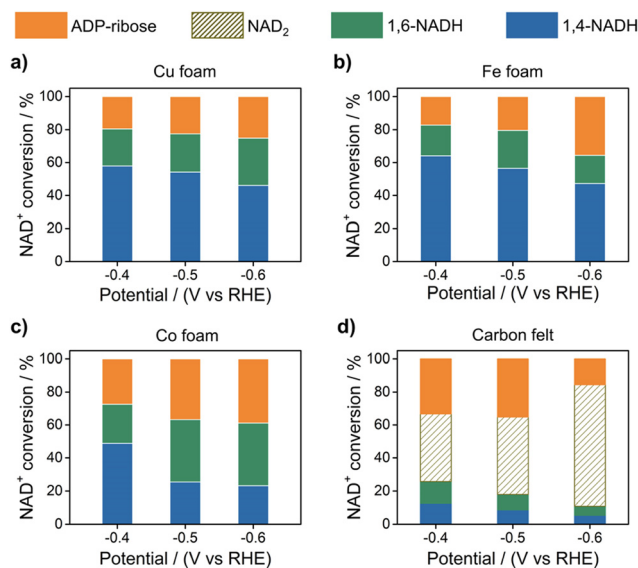 ADP-ribose NAD₂ 1,6-NADH 1,4-NADH
a) Cu foam
NAD⁺ conversion / %
100
80
60
40
20
0
-0.4 -0.5 -0.6
Potential / (V vs RHE)
b) Fe foam
NAD⁺ conversion / %
100
80
60
40
20
0
-0.4 -0.5 -0.6
Potential / (V vs RHE)
c) Co foam
NAD⁺ conversion / %
100
80
60
40
20
0
-0.4 -0.5 -0.6
Potential / (V vs RHE)
d) Carbon felt
NAD⁺ conversion / %
100
80
60
40
20
0
-0.4 -0.5 -0.6
Potential / (V vs RHE)